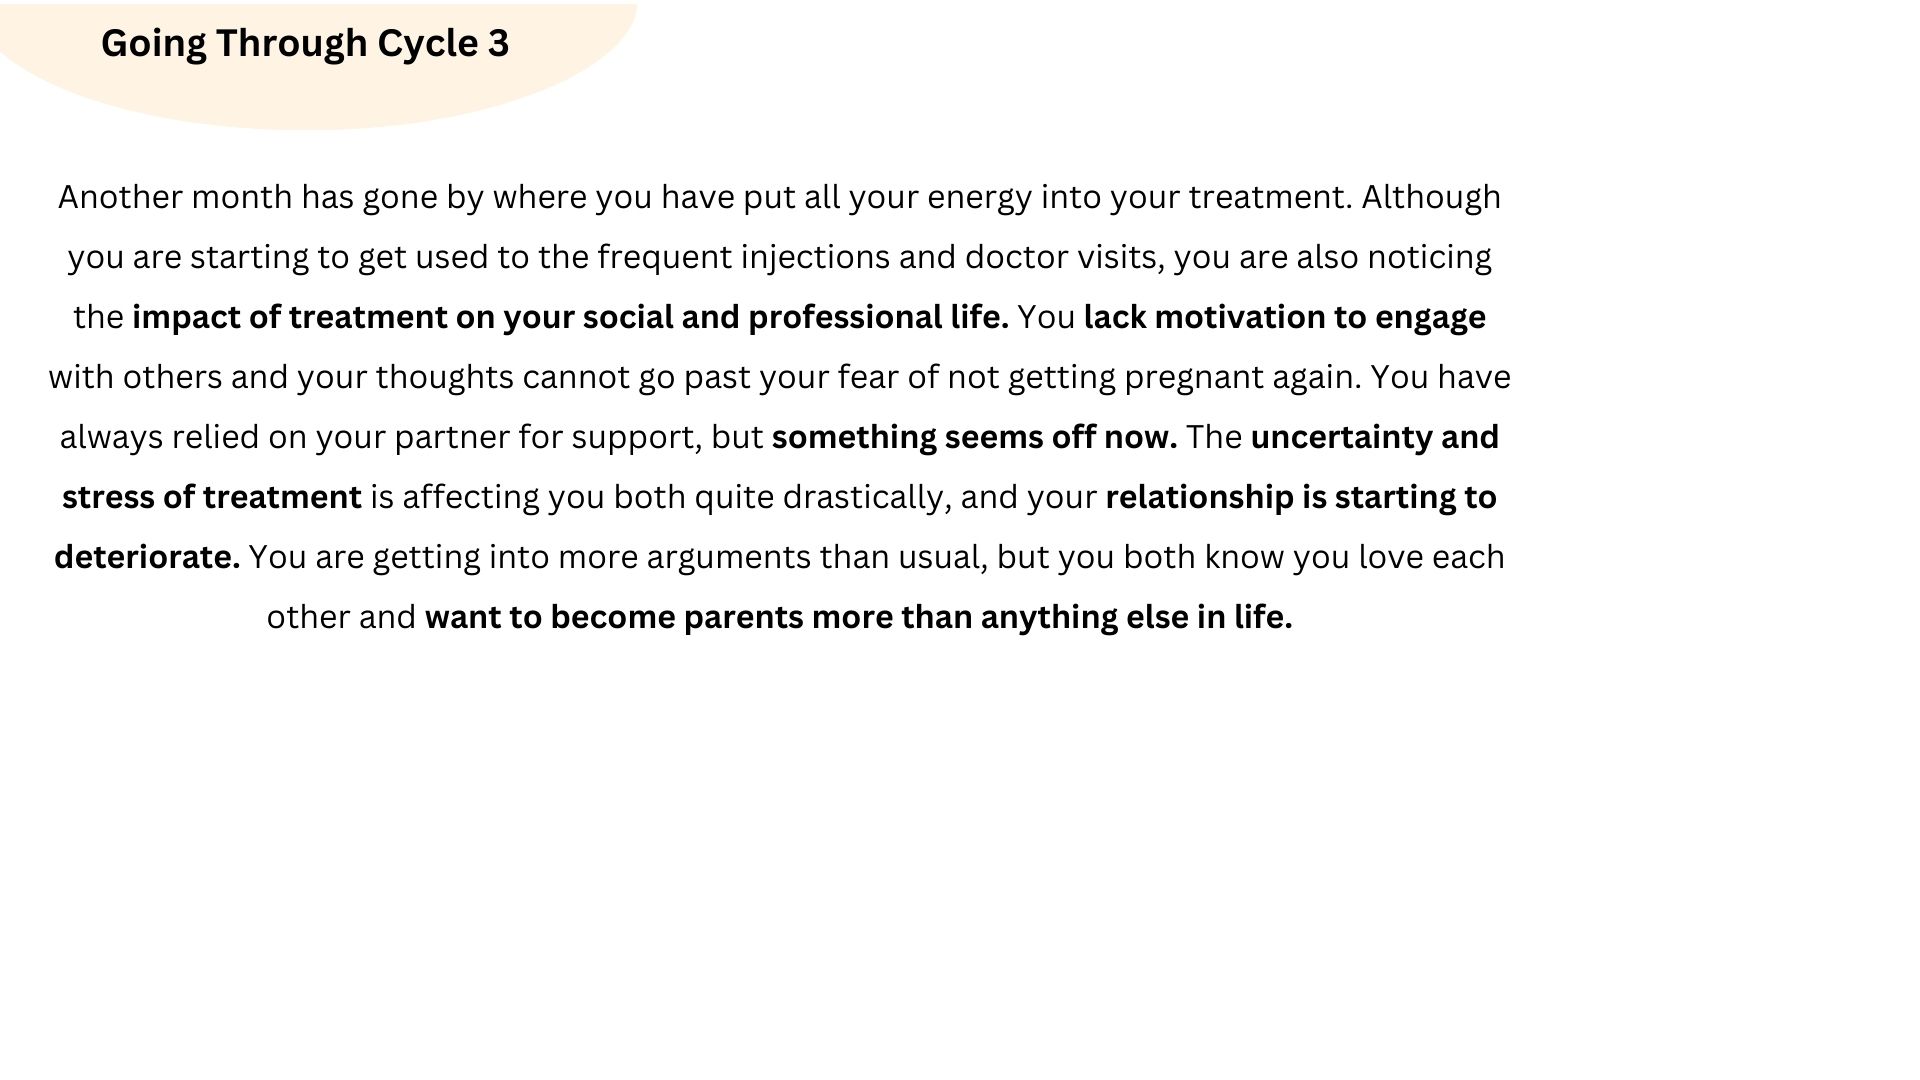 Going Through Cycle 3
Another month has gone by where you have put all your energy into your treatment. Although
you are starting to get used to the frequent injections and doctor visits, you are also noticing
the impact of treatment on your social and professional life. You lack motivation to engage
with others and your thoughts cannot go past your fear of not getting pregnant again. You have
always relied on your partner for support, but something seems off now. The uncertainty and
stress of treatment is affecting you both quite drastically, and your relationship is starting to
deteriorate. You are getting into more arguments than usual, but you both know you love each
other and want to become parents more than anything else in life.